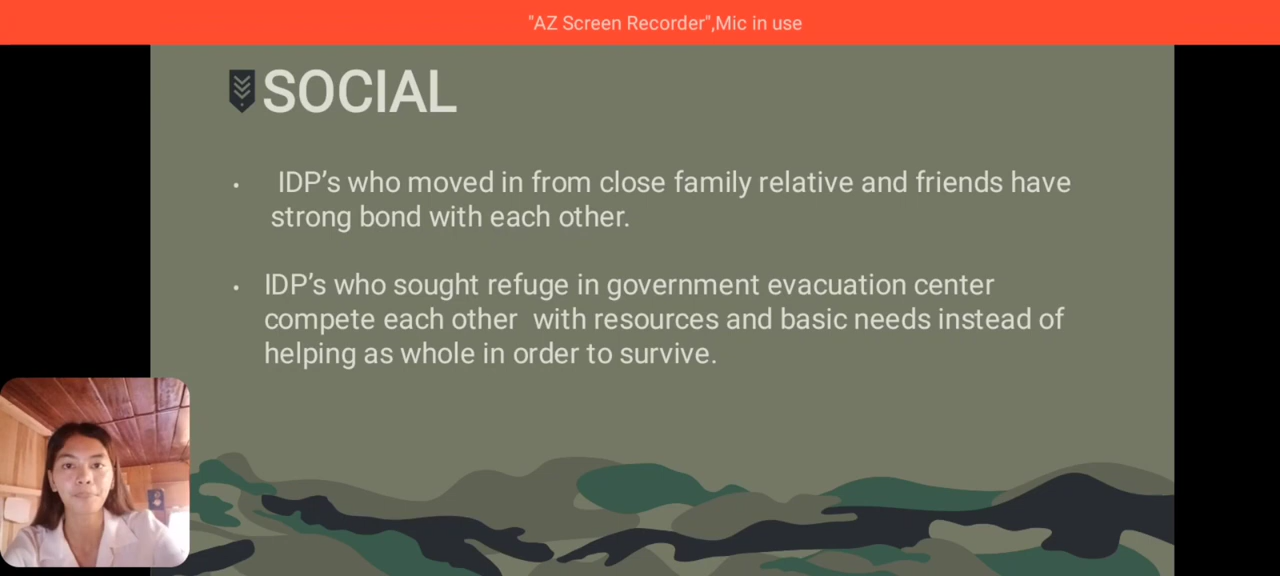 "AZ Screen Recorder",Mic in use
SOCIAL
• IDP's who moved in from close family relative and friends have
strong bond with each other.
• IDP's who sought refuge in government evacuation center
compete each other with resources and basic needs instead of
helping as whole in order to survive.